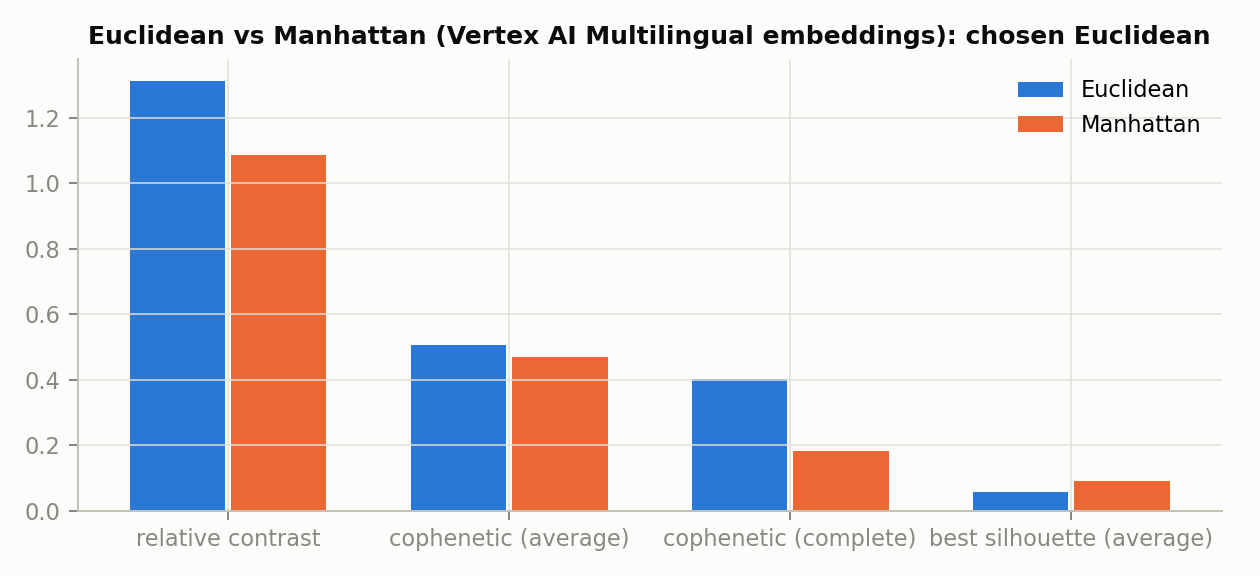 Euclidean vs Manhattan (Vertex AI Multilingual embeddings): chosen Euclidean
Euclidean
Manhattan
1.2
1.0
0.8
0.6
0.4
0.2
0.0
relative contrast
cophenetic (average)
cophenetic (complete)
best silhouette (average)